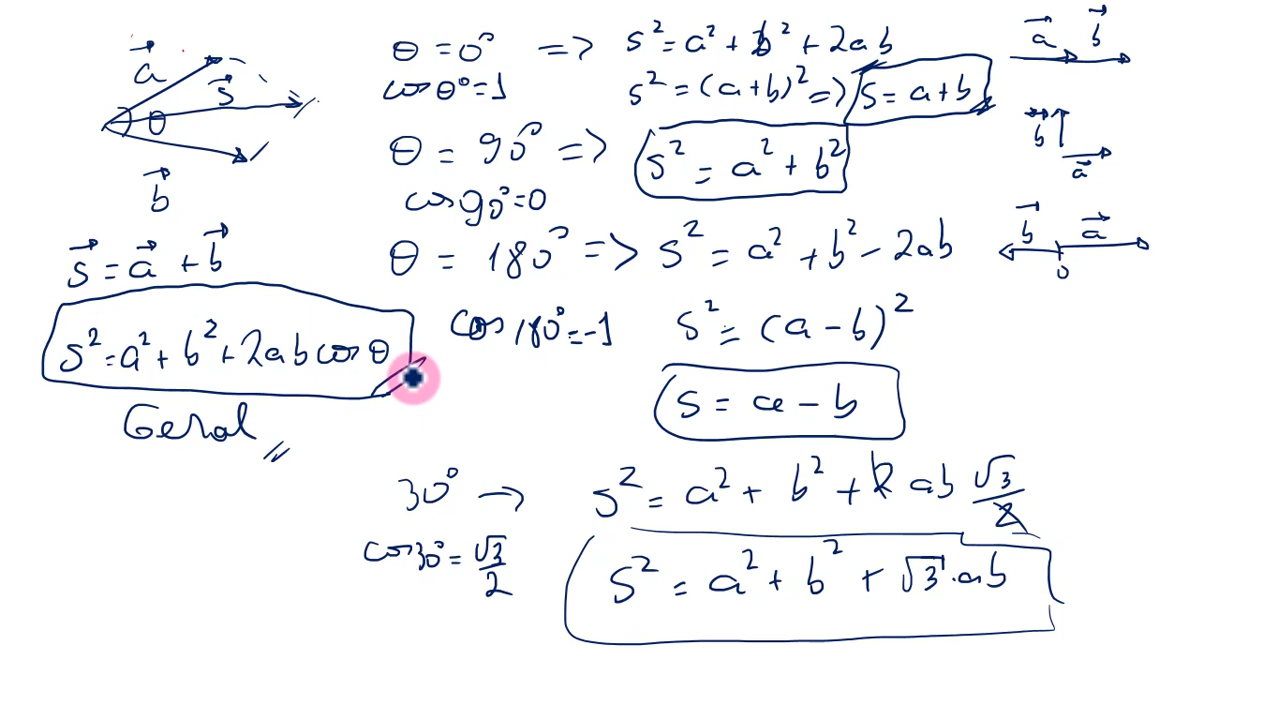 a⃗
s⃗
θ
b⃗
s⃗ = a⃗ + b⃗
s² = a² + b² + 2ab cos θ
Geral
θ = 0° => s² = a² + b² + 2ab
cos θ° = 1
s² = (a+b)² => s = a+b
a⃗ b⃗
θ = 90° => s² = a² + b²
cos 90° = 0
b⃗
a⃗
θ = 180° => s² = a² + b² - 2ab
b⃗ a⃗
0
cos 180° = -1
s² = (a - b)²
s = a - b
30° → s² = a² + b² + 2 ab √3/2
cos 30° = √3/2
s² = a² + b² + √3 · ab